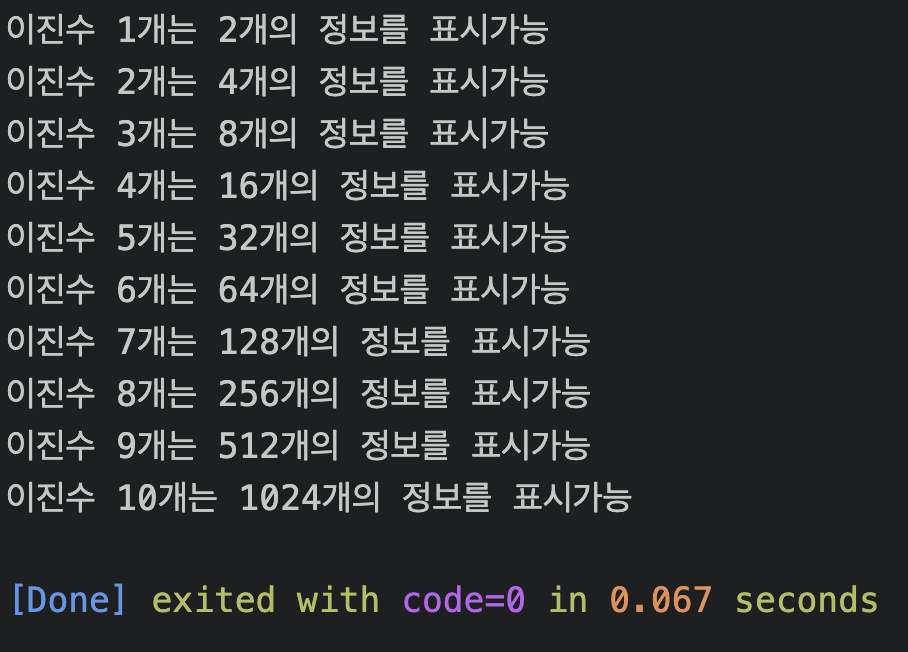 이진수 1개는 2개의 정보를 표시가능
이진수 2개는 4개의 정보를 표시가능
이진수 3개는 8개의 정보를 표시가능
이진수 4개는 16개의 정보를 표시가능
이진수 5개는 32개의 정보를 표시가능
이진수 6개는 64개의 정보를 표시가능
이진수 7개는 128개의 정보를 표시가능
이진수 8개는 256개의 정보를 표시가능
이진수 9개는 512개의 정보를 표시가능
이진수 10개는 1024개의 정보를 표시가능
[Done] exited with code=0 in 0.067 seconds